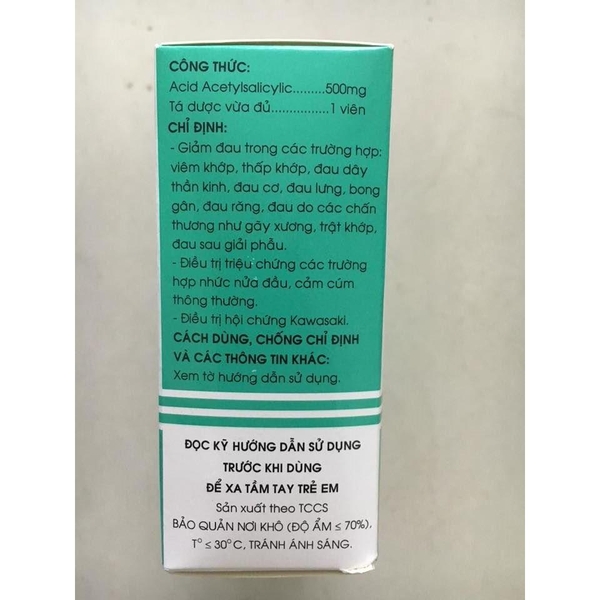 CÔNG THỨC:
Acid Acetylsalicylic.........500mg
Tá dược vừa đủ................1 viên
CHỈ ĐỊNH:
- Giảm đau trong các trường hợp:
viêm khớp, thấp khớp, đau dây
thần kinh, đau cơ, đau lưng, bong
gân, đau răng, đau do các chấn
thương như gãy xương, trật khớp,
đau sau giải phẫu.
- Điều trị triệu chứng các trường
hợp nhức nửa đầu, cảm cúm
thông thường.
- Điều trị hội chứng Kawasaki.
CÁCH DÙNG, CHỐNG CHỈ ĐỊNH
VÀ CÁC THÔNG TIN KHÁC:
Xem tờ hướng dẫn sử dụng.
ĐỌC KỸ HƯỚNG DẪN SỬ DỤNG
TRƯỚC KHI DÙNG
ĐỂ XA TẦM TAY TRẺ EM
Sản xuất theo TCCS
BẢO QUẢN NƠI KHÔ (ĐỘ ẨM ≤ 70%),
T° ≤ 30°C, TRÁNH ÁNH SÁNG.